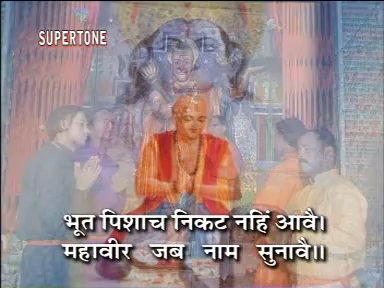 SUPERTONE
भूत पिशाच निकट नहिं आवै।
महावीर जब नाम सुनावै॥